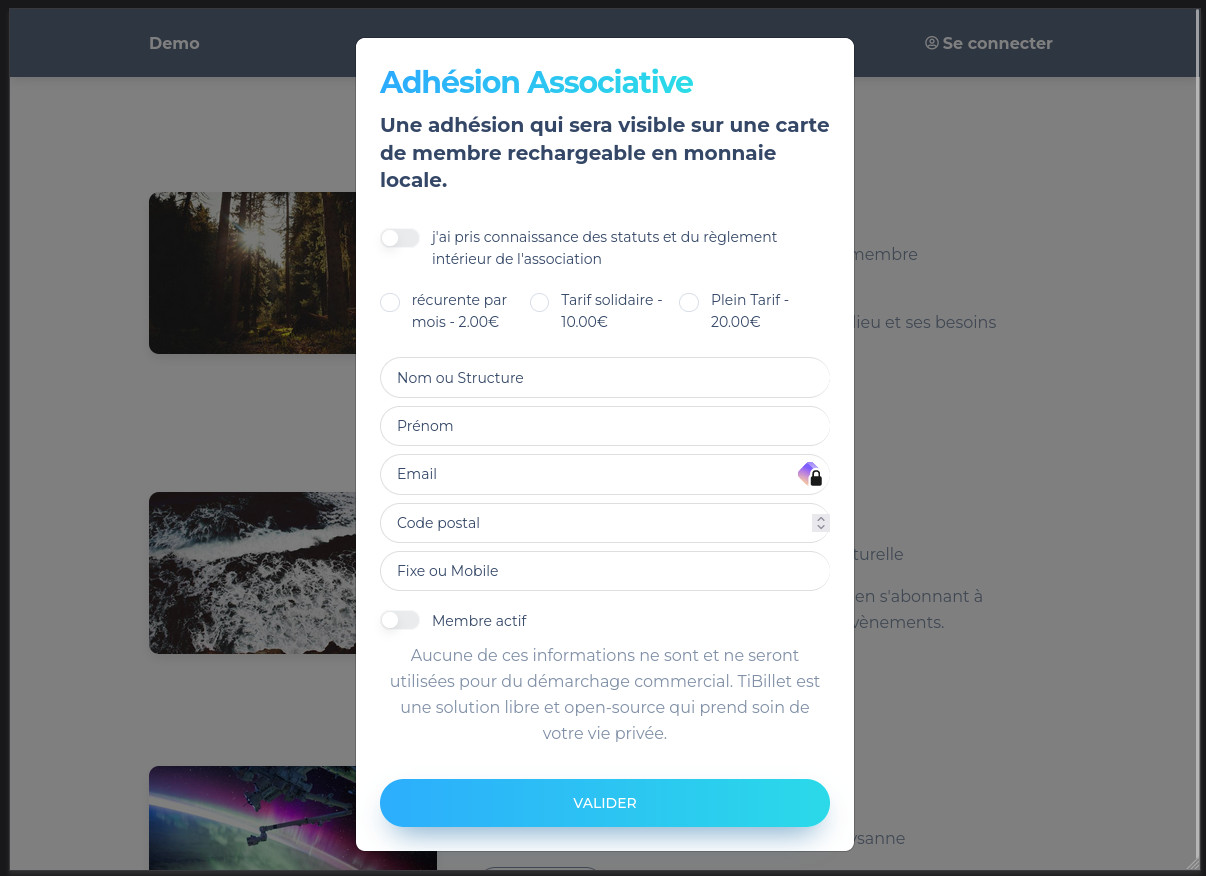 Demo
Se connecter
Adhésion Associative
Une adhésion qui sera visible sur une carte
de membre rechargeable en monnaie
locale.
j'ai pris connaissance des statuts et du règlement
intérieur de l'association
récurente par
mois - 2.00€
Tarif solidaire -
10.00€
Plein Tarif -
20.00€
Nom ou Structure
Prénom
Email
Code postal
Fixe ou Mobile
Membre actif
Aucune de ces informations ne sont et ne seront
utilisées pour du démarchage commercial. TiBillet est
une solution libre et open-source qui prend soin de
votre vie privée.
VALIDER
membre
lieu et ses besoins
en s'abonnant à